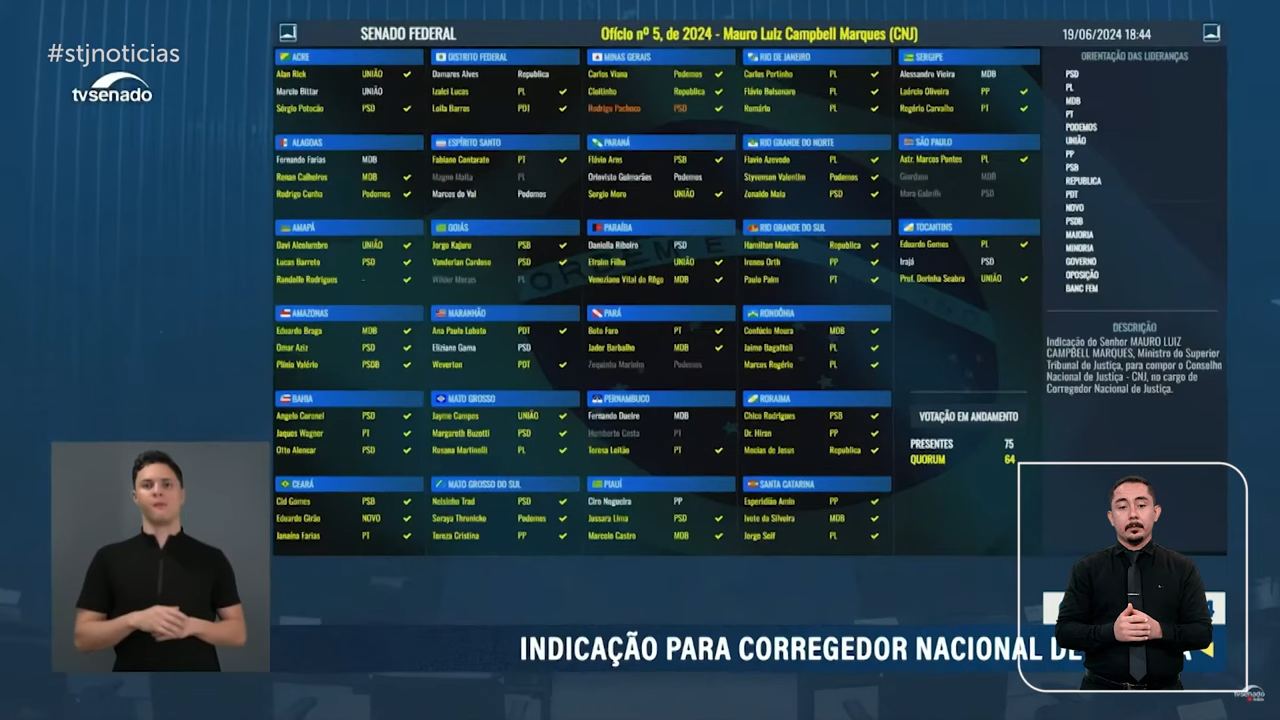 #stjnoticias
tvsenado
SENADO FEDERAL
Ofício nº 5, de 2024 - Mauro Luiz Campbell Marques (CNJ)
19/06/2024 18:44
ACRE
Alan Rick UNIÃO
Marcio Bittar UNIÃO
Sérgio Petecão PSD
DISTRITO FEDERAL
Damares Alves Republica
Izalci Lucas PL
Leila Barros PDT
MINAS GERAIS
Carlos Viana Podemos
Cleitinho Republica
Rodrigo Pacheco PSD
RIO DE JANEIRO
Carlos Portinho PL
Flávio Bolsonaro PL
Romário PL
SERGIPE
Alessandro Vieira MDB
Laércio Oliveira PP
Rogério Carvalho PT
ALAGOAS
Fernando Farias MDB
Renan Calheiros MDB
Rodrigo Cunha Podemos
ESPÍRITO SANTO
Fabiano Contarato PT
Magno Malta PL
Marcos do Val Podemos
PARANÁ
Flávio Arns PSB
Oriovisto Guimarães Podemos
Sergio Moro UNIÃO
RIO GRANDE DO NORTE
Flavio Azevedo PL
Styvenson Valentim Podemos
Zenaide Maia PSD
SÃO PAULO
Astr. Marcos Pontes PL
Giordano MDB
Mara Gabrilli PSD
AMAPÁ
Davi Alcolumbre UNIÃO
Lucas Barreto PSD
Randolfe Rodrigues -
GOIÁS
Jorge Kajuru PSB
Vanderlan Cardoso PSD
Wilder Morais PL
PARAÍBA
Daniella Ribeiro PSD
Efraim Filho UNIÃO
Veneziano Vital do Rêgo MDB
RIO GRANDE DO SUL
Hamilton Mourão Republica
Ireneu Orth PP
Paulo Paim PT
TOCANTINS
Eduardo Gomes PL
Irajá PSD
Prof. Dorinha Seabra UNIÃO
AMAZONAS
Eduardo Braga MDB
Omar Aziz PSD
Plínio Valério PSDB
MARANHÃO
Ana Paula Lobato PDT
Eliziane Gama PSD
Weverton PDT
PARÁ
Beto Faro PT
Jader Barbalho MDB
Zequinha Marinho Podemos
RONDÔNIA
Confúcio Moura MDB
Jaime Bagattoli PL
Marcos Rogério PL
BAHIA
Angelo Coronel PSD
Jaques Wagner PT
Otto Alencar PSD
MATO GROSSO
Jayme Campos UNIÃO
Margareth Buzetti PSD
Rosana Martinelli PL
PERNAMBUCO
Fernando Dueire MDB
Humberto Costa PT
Teresa Leitão PT
RORAIMA
Chico Rodrigues PSB
Dr. Hiran PP
Mecias de Jesus Republica
CEARÁ
Cid Gomes PSB
Eduardo Girão NOVO
Janaína Farias PT
MATO GROSSO DO SUL
Nelsinho Trad PSD
Soraya Thronicke Podemos
Tereza Cristina PP
PIAUÍ
Ciro Nogueira PP
Jussara Lima PSD
Marcelo Castro MDB
SANTA CATARINA
Esperidião Amin PP
Ivete da Silveira MDB
Jorge Seif PL
ORIENTAÇÃO DAS LIDERANÇAS
PSD
PL
MDB
PT
PODEMOS
UNIÃO
PP
PSB
REPUBLICA
PDT
NOVO
PSDB
MAIORIA
MINORIA
GOVERNO
OPOSIÇÃO
BANC FEM
DESCRIÇÃO
Indicação do Senhor MAURO LUIZ
CAMPBELL MARQUES, Ministro do Superior
Tribunal de Justiça, para compor o Conselho
Nacional de Justiça - CNJ, no cargo de
Corregedor Nacional de Justiça.
VOTAÇÃO EM ANDAMENTO
PRESENTES 75
QUORUM 64
INDICAÇÃO PARA CORREGEDOR NACIONAL DE
tvsenado